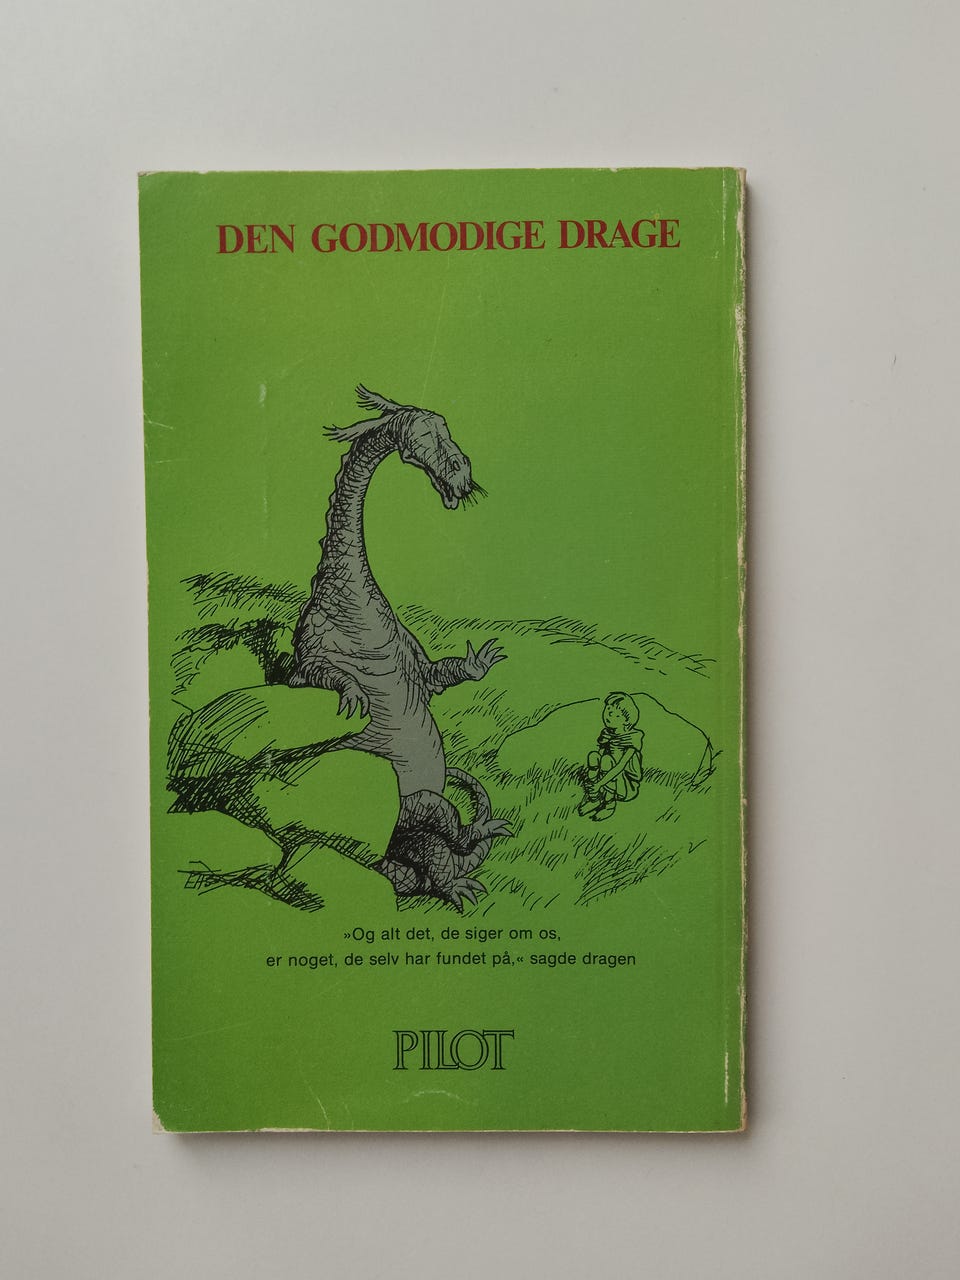 DEN GODMODIGE DRAGE
»Og alt det, de siger om os,
er noget, de selv har fundet på,« sagde dragen
PILOT